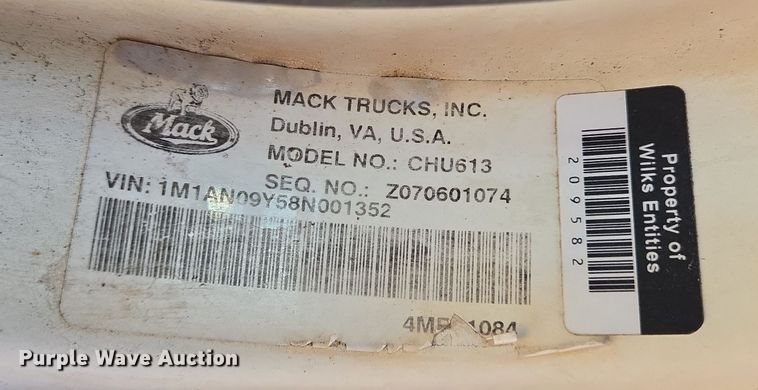 Mack
MACK TRUCKS, INC.
Dublin, VA, U.S.A.
MODEL NO.: CHU613
SEQ. NO.: Z070601074
VIN: 1M1AN09Y58N001352
209582
Property of
Wilks Entities
Purple Wave Auction